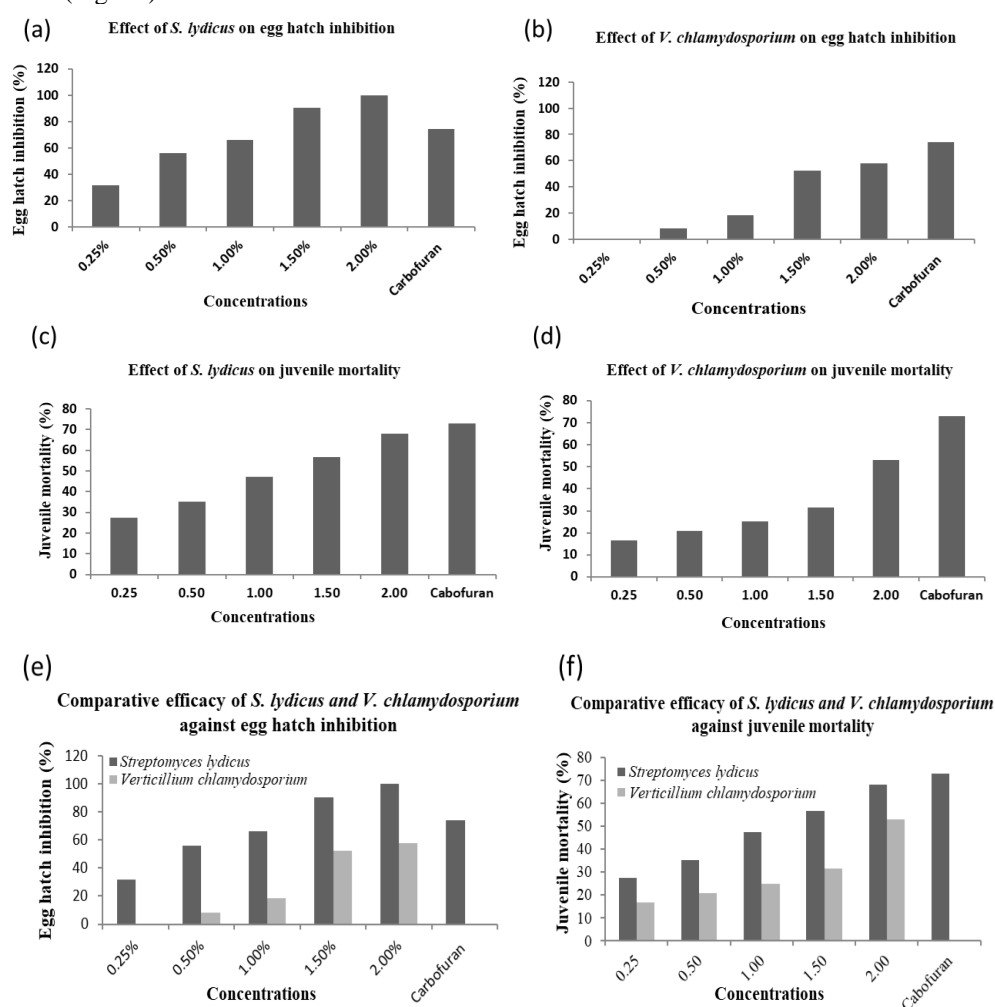 (a)
Effect of S. lydicus on egg hatch inhibition
Egg hatch inhibition (%)
120
100
80
60
40
20
0
0.25%
0.50%
1.00%
1.50%
2.00%
Carbofuran
Concentrations
(b)
Effect of V. chlamydosporium on egg hatch inhibition
Egg hatch inhibition (%)
120
100
80
60
40
20
0
0.25%
0.50%
1.00%
1.50%
2.00%
Carbofuran
Concentrations
(c)
Effect of S. lydicus on juvenile mortality
Juvenile mortality (%)
80
70
60
50
40
30
20
10
0
0.25 0.50 1.00 1.50 2.00 Cabofuran
Concentrations
(d)
Effect of V. chlamydosporium on juvenile mortality
Juvenile mortality (%)
80
70
60
50
40
30
20
10
0
0.25 0.50 1.00 1.50 2.00 Cabofuran
Concentrations
(e)
Comparative efficacy of S. lydicus and V. chlamydosporium
against egg hatch inhibition
Egg hatch inhibition (%)
120
100
80
60
40
20
0
Streptomyces lydicus
Verticillium chlamydosporium
0.25%
0.50%
1.00%
1.50%
2.00%
Carbofuran
Concentrations
(f)
Comparative efficacy of S. lydicus and V. chlamydosporium
against juvenile mortality
Juvenile mortality (%)
80
70
60
50
40
30
20
10
0
Streptomyces lydicus
Verticillium chlamydosporium
0.25
0.50
1.00
1.50
2.00
Cabofuran
Concentrations